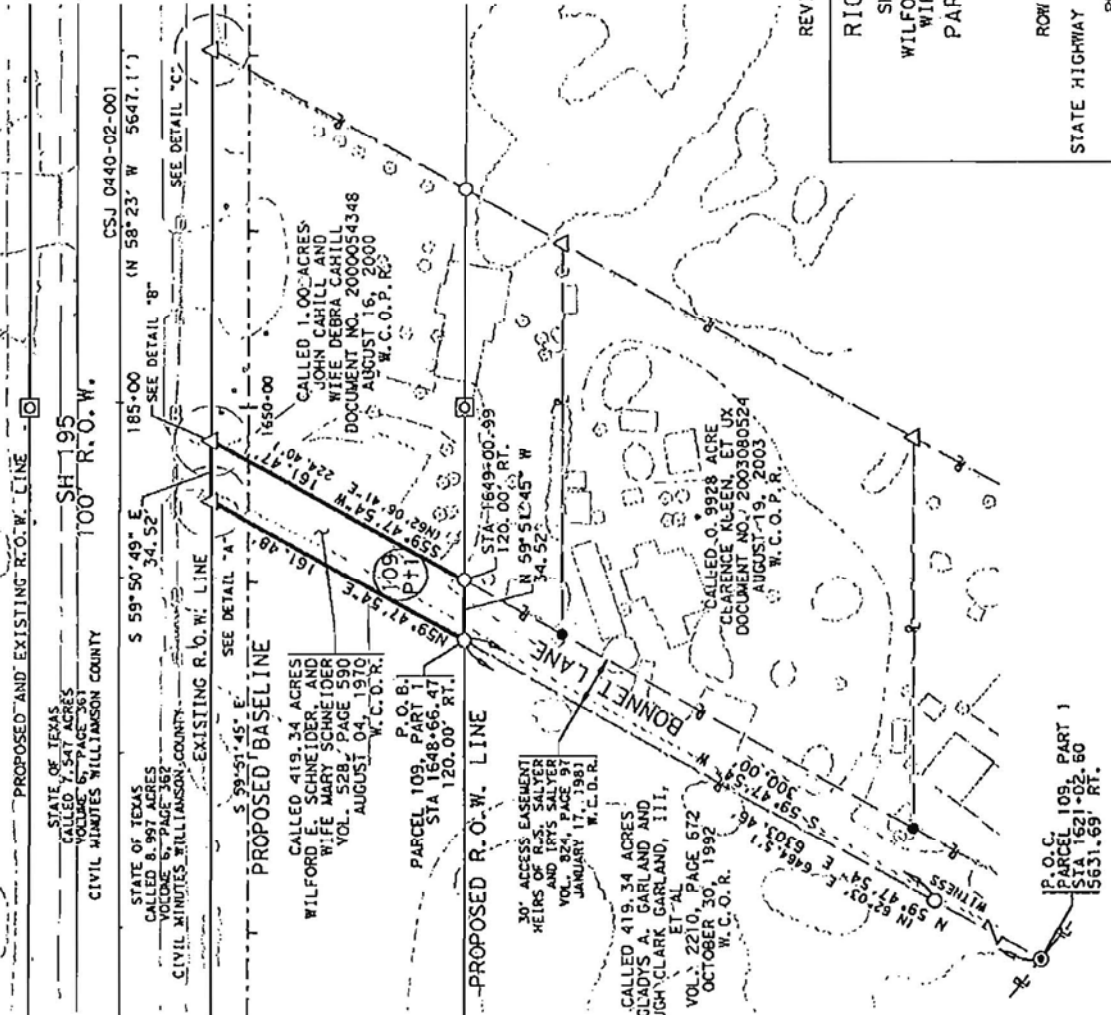 PROPOSED AND EXISTING R.O.W. LINE
STATE OF TEXAS
CALLED 7.547 ACRES
VOLUME 6, PAGE 361
CIVIL MINUTES WILLIAMSON COUNTY
SH 195
100' R.O.W.
CSJ 0440-02-001
STATE OF TEXAS
CALLED 8.997 ACRES
VOLUME 6, PAGE 362
CIVIL MINUTES WILLIAMSON COUNTY
S 59°50'49" E
34.52'
185+00
SEE DETAIL "B"
(N 58°23' W 5647.1')
SEE DETAIL "C"
EXISTING R.O.W. LINE
SEE DETAIL "A"
S 59°51'45" E
PROPOSED BASELINE
1650+00
CALLED 419.34 ACRES
WILFORD E. SCHNEIDER, AND
WIFE MARY SCHNEIDER
VOL. 528, PAGE 590
AUGUST 04, 1970
W.C.D.R.
161.48'
N59°47'54"E
109
Pt1
S59°47'54"W 161.47'
(N62°06'41"E 224.40')
CALLED 1.00 ACRES
JOHN CAHILL AND
WIFE DEBRA CAHILL
DOCUMENT NO. 2000054348
AUGUST 16, 2000
W.C.O.P.R.
P.O.B.
PARCEL 109, PART 1
STA 1648+66.47
120.00' RT.
STA 1649+00.99
120.00' RT.
N 59°51'45" W
34.52'
PROPOSED R.O.W. LINE
30' ACCESS EASEMENT
HEIRS OF R.S. SALYER
AND IRYS SALYER
VOL. 824, PAGE 97
JANUARY 17, 1981
W.C.D.R.
BONNET LANE
CALLED 0.9928 ACRE
CLARENCE KLEEN, ET UX
DOCUMENT NO. 2003080524
AUGUST 19, 2003
W.C.O.P.R.
CALLED 419.34 ACRES
GLADYS A. GARLAND AND
UGH CLARK GARLAND, III,
ET AL
VOL. 2210, PAGE 672
OCTOBER 30, 1992
W.C.O.R.
S 59°47'54" W
300.00'
(N 62°03' E 6464.5')
N 59°47'54" E 6303.46'
WITNESS
P.O.C.
PARCEL 109, PART 1
STA 1621+02.60
5631.69' RT.
REV
RIG
WILFO
PAR
ROW
STATE HIGHWAY